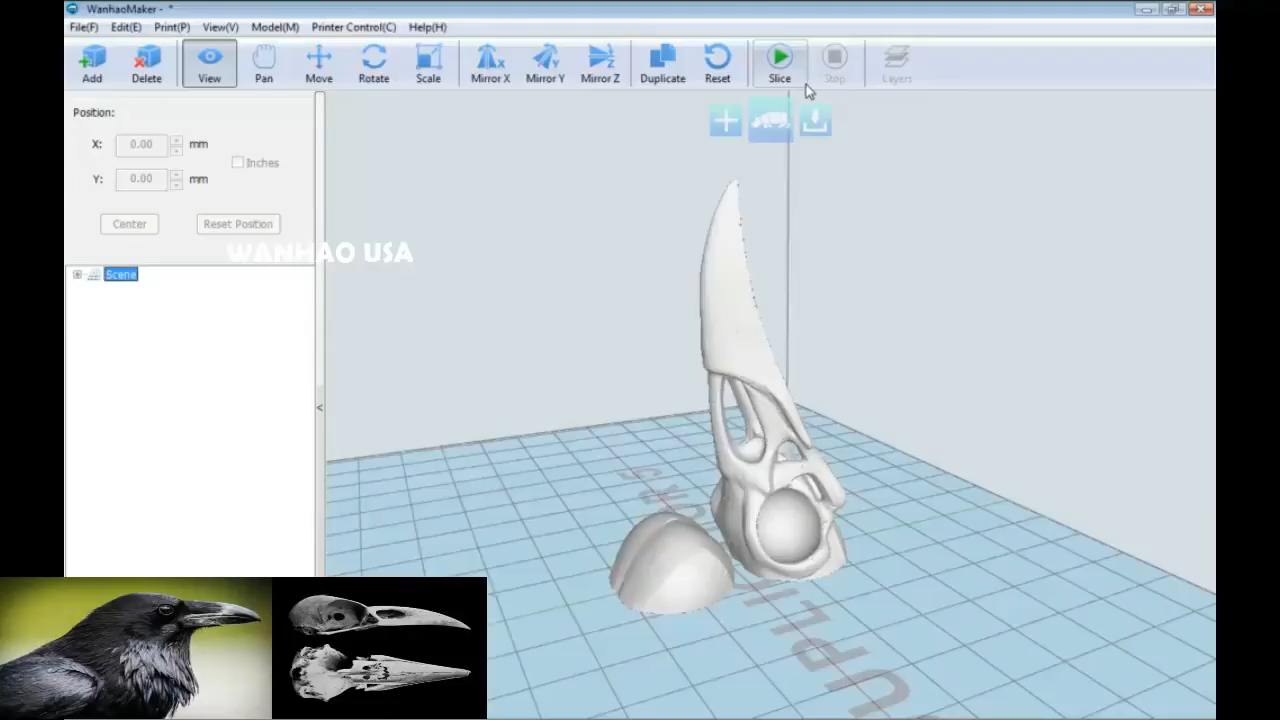 WanhaoMaker - *
File(F) Edit(E) Print(P) View(V) Model(M) Printer Control(C) Help(H)
Add Delete View Pan Move Rotate Scale Mirror X Mirror Y Mirror Z Duplicate Reset Slice Stop Layers
Position:
X: 0.00 mm
Inches
Y: 0.00 mm
Center Reset Position
WANHAO USA
Scene
<